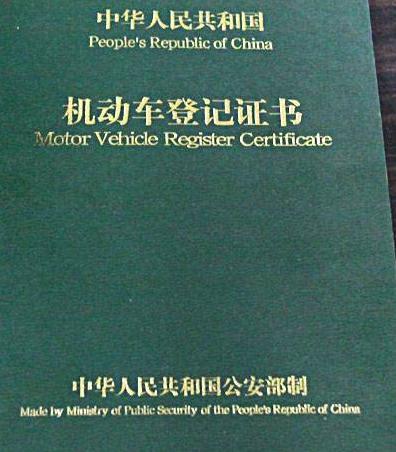 中华人民共和国
People's Republic of China
机动车登记证书
Motor Vehicle Register Certificate
中华人民共和国公安部制
Made by Ministry of Public Security of the People's Republic of China